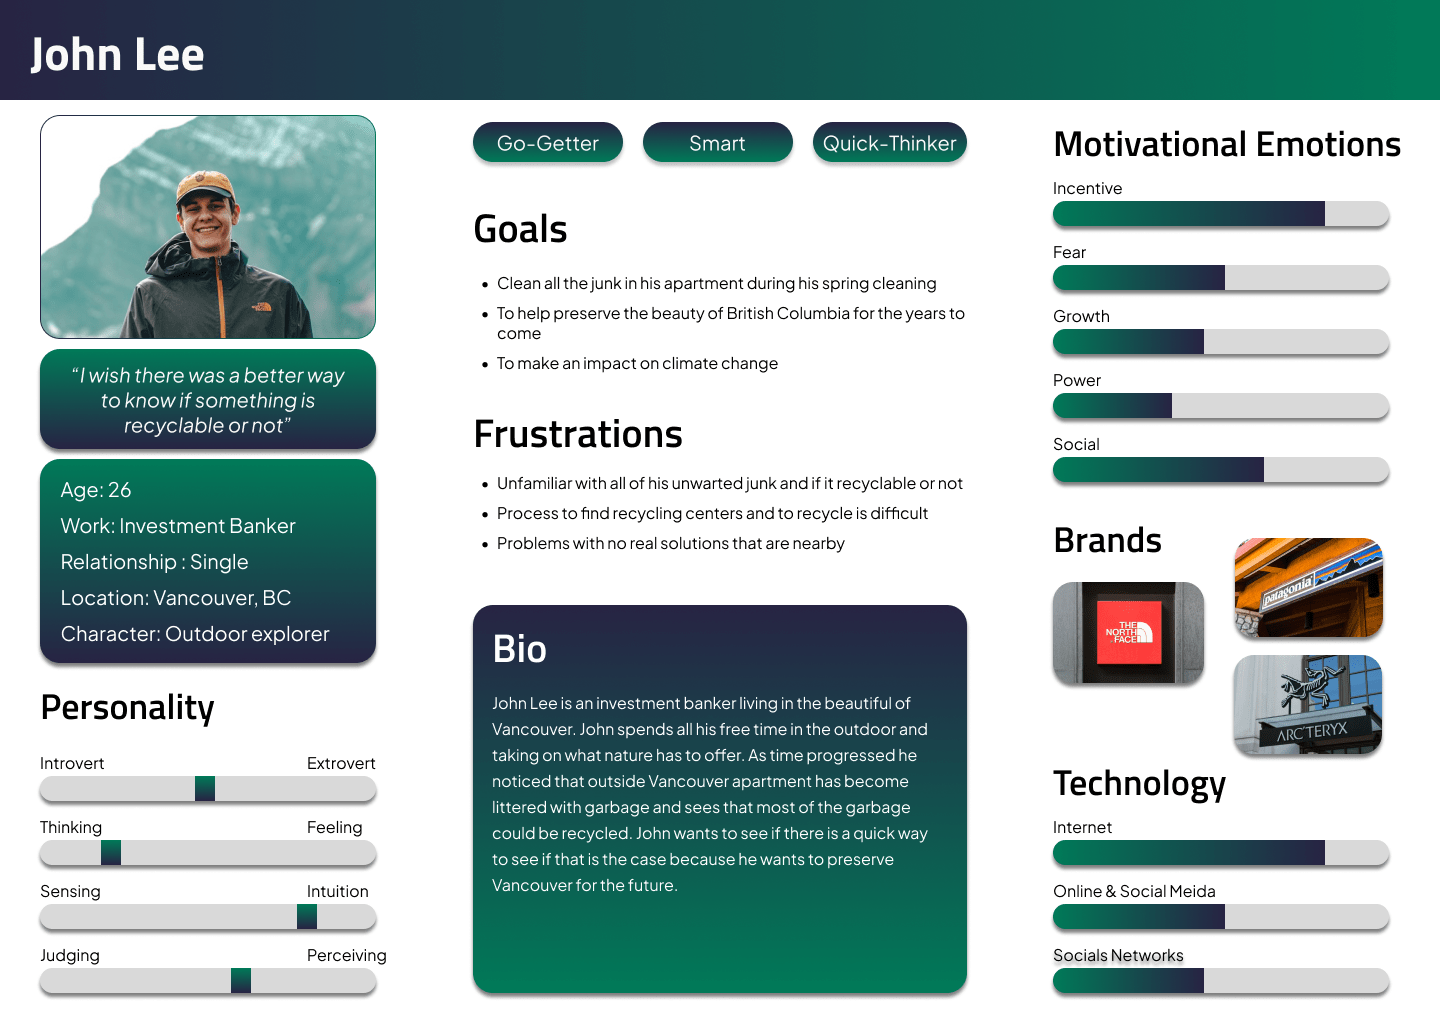 John Lee
“I wish there was a better way
to know if something is
recyclable or not”
Age: 26
Work: Investment Banker
Relationship : Single
Location: Vancouver, BC
Character: Outdoor explorer
Personality
Introvert Extrovert
Thinking Feeling
Sensing Intuition
Judging Perceiving
Go-Getter Smart Quick-Thinker
Goals
• Clean all the junk in his apartment during his spring cleaning
• To help preserve the beauty of British Columbia for the years to
come
• To make an impact on climate change
Frustrations
• Unfamiliar with all of his unwarted junk and if it recyclable or not
• Process to find recycling centers and to recycle is difficult
• Problems with no real solutions that are nearby
Bio
John Lee is an investment banker living in the beautiful of
Vancouver. John spends all his free time in the outdoor and
taking on what nature has to offer. As time progressed he
noticed that outside Vancouver apartment has become
littered with garbage and sees that most of the garbage
could be recycled. John wants to see if there is a quick way
to see if that is the case because he wants to preserve
Vancouver for the future.
Motivational Emotions
Incentive
Fear
Growth
Power
Social
Brands
patagonia
THE
NORTH
FACE
ARC'TERYX
Technology
Internet
Online & Social Meida
Socials Networks